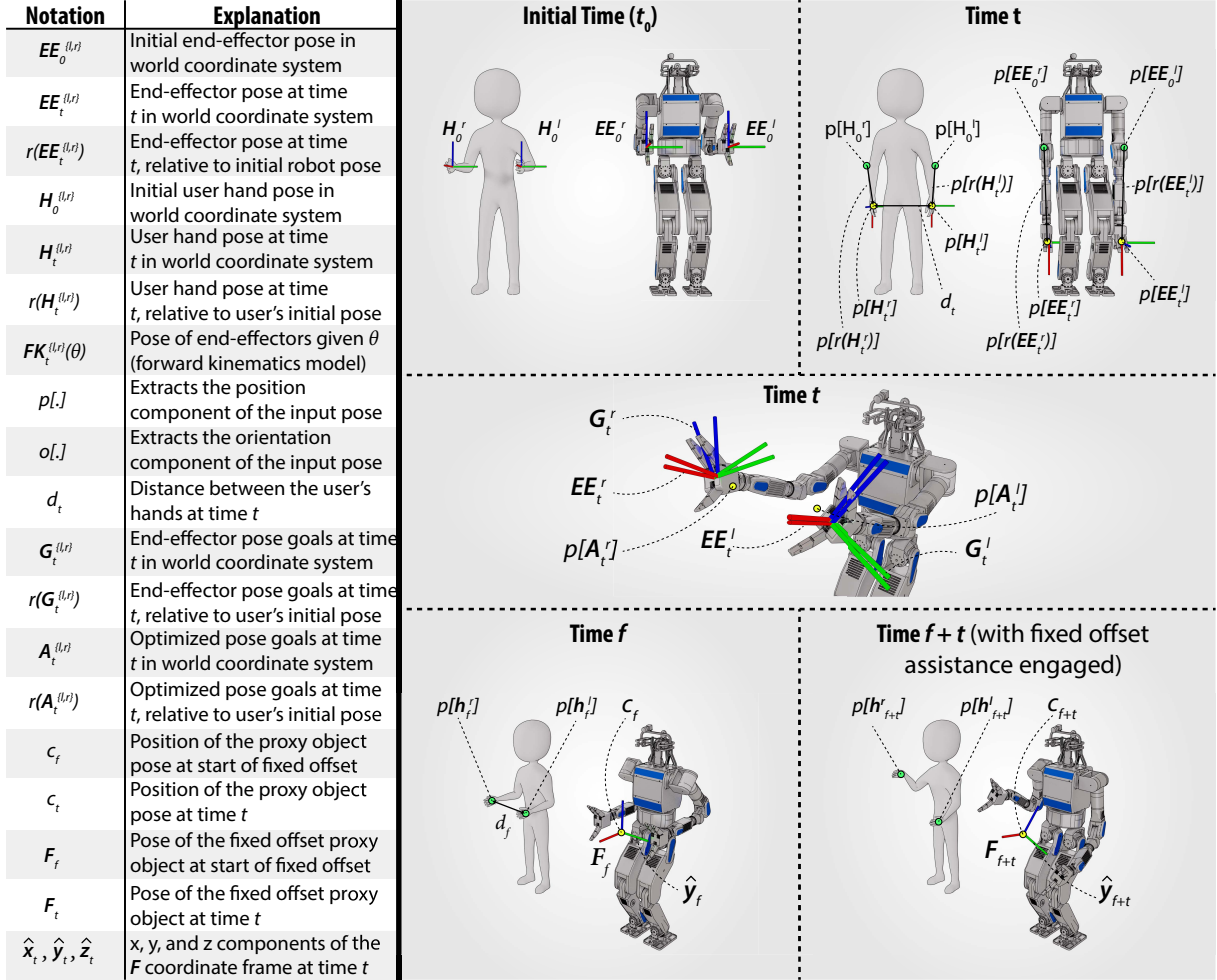 Notation Explanation
EE_0^{l,r} Initial end-effector pose in
world coordinate system
EE_t^{l,r} End-effector pose at time
t in world coordinate system
r(EE_t^{l,r}) End-effector pose at time
t, relative to initial robot pose
H_0^{l,r} Initial user hand pose in
world coordinate system
H_t^{l,r} User hand pose at time
t in world coordinate system
r(H_t^{l,r}) User hand pose at time
t, relative to user's initial pose
FK_t^{l,r}(θ) Pose of end-effectors given θ
(forward kinematics model)
p[.] Extracts the position
component of the input pose
o[.] Extracts the orientation
component of the input pose
d_t Distance between the user's
hands at time t
G_t^{l,r} End-effector pose goals at time
t in world coordinate system
r(G_t^{l,r}) End-effector pose goals at time
t, relative to user's initial pose
A_t^{l,r} Optimized pose goals at time
t in world coordinate system
r(A_t^{l,r}) Optimized pose goals at time
t, relative to user's initial pose
c_f Position of the proxy object
pose at start of fixed offset
c_t Position of the proxy object
pose at time t
F_f Pose of the fixed offset proxy
object at start of fixed offset
F_t Pose of the fixed offset proxy
object at time t
x̂_t , ŷ_t , ẑ_t x, y, and z components of the
F coordinate frame at time t
Initial Time (t_0)
H_0^r H_0^l EE_0^r EE_0^l
Time t
p[EE_0^r] p[EE_0^l]
p[H_0^r] p[H_0^l]
p[r(H_t^l)] p[r(EE_t^l)]
p[H_t^l]
p[H_t^r] d_t p[EE_t^r] p[EE_t^l]
p[r(H_t^r)] p[r(EE_t^r)]
Time t
G_t^r
EE_t^r
p[A_t^r] EE_t^l p[A_t^l]
G_t^l
Time f
p[h_f^r] p[h_f^l] c_f
d_f
F_f
ŷ_f
Time f + t (with fixed offset
assistance engaged)
p[h^r_{f+t}] p[h^l_{f+t}] c_{f+t}
F_{f+t}
ŷ_{f+t}